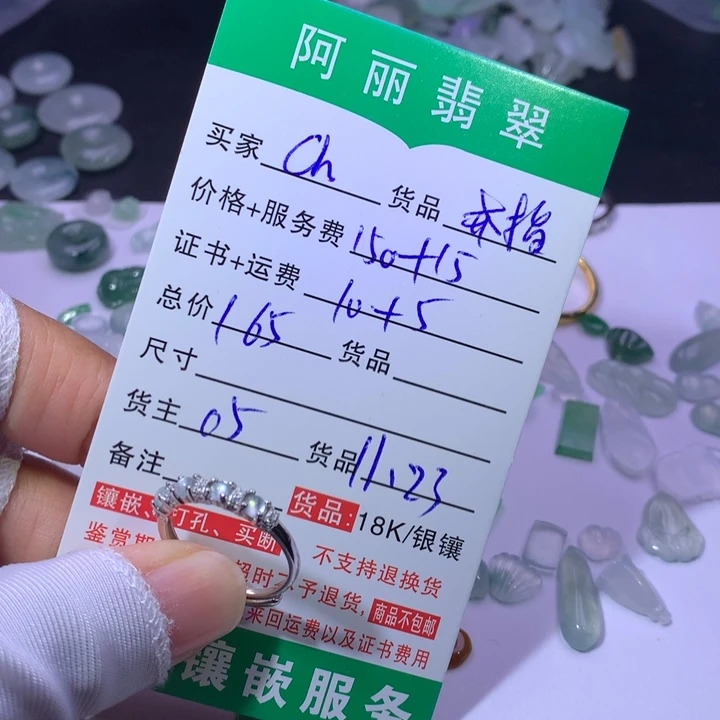 阿丽翡翠
买家 Ch 货品 戒指
价格+服务费 150+15
证书+运费 10+5
总价 165 货品
尺寸
货主 05 货品 11.23
备注
镶嵌、打孔、买断 货品: 18K/银镶
鉴赏期 不支持退换货
超时 予退货, 商品不包邮
来回运费以及证书费用
镶嵌服务